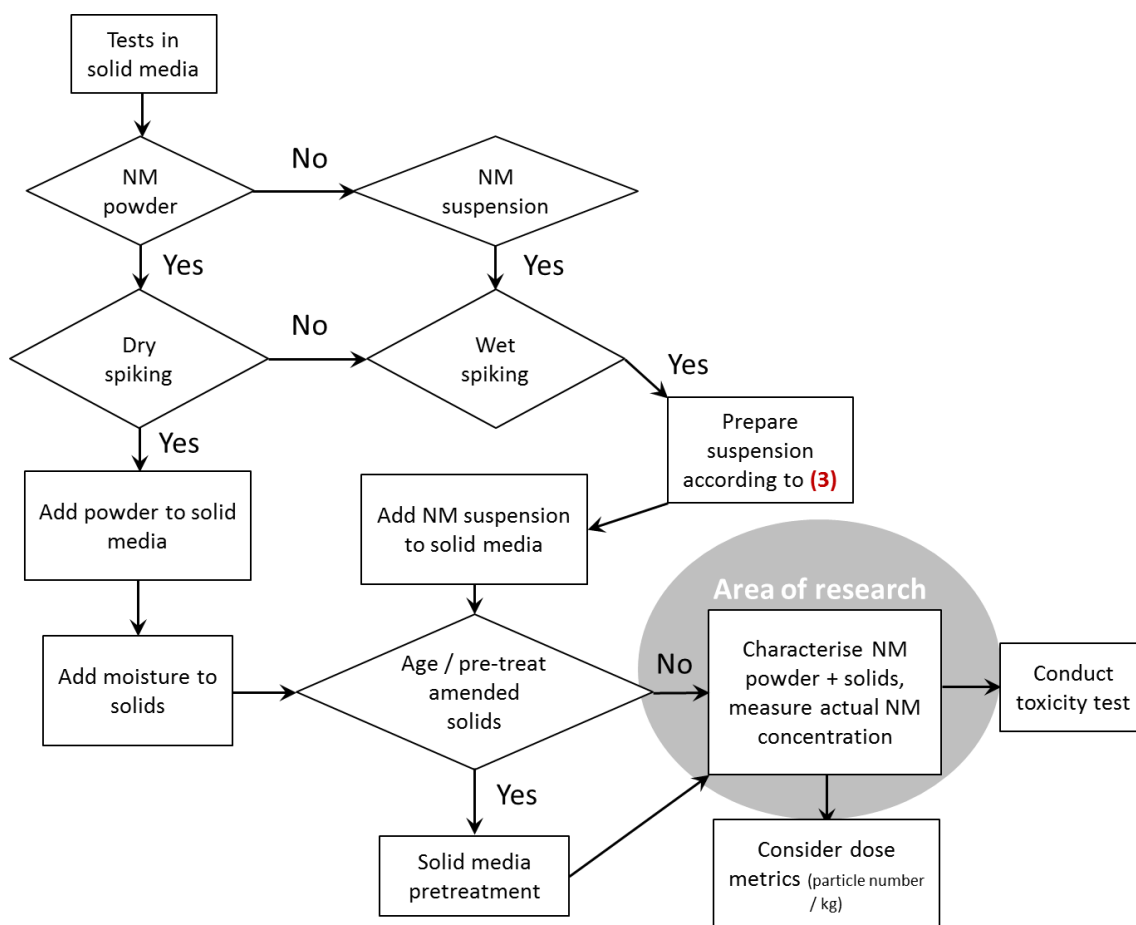 Tests in
solid media
NM
powder
No
NM
suspension
Yes
Yes
Dry
spiking
No
Wet
spiking
Yes
Yes
Prepare
suspension
according to (3)
Add powder to solid
media
Add NM suspension
to solid media
Area of research
Add moisture to
solids
Age / pre-treat
amended
solids
No
Characterise NM
powder + solids,
measure actual NM
concentration
Conduct
toxicity test
Yes
Solid media
pretreatment
Consider dose
metrics (particle number
/ kg)